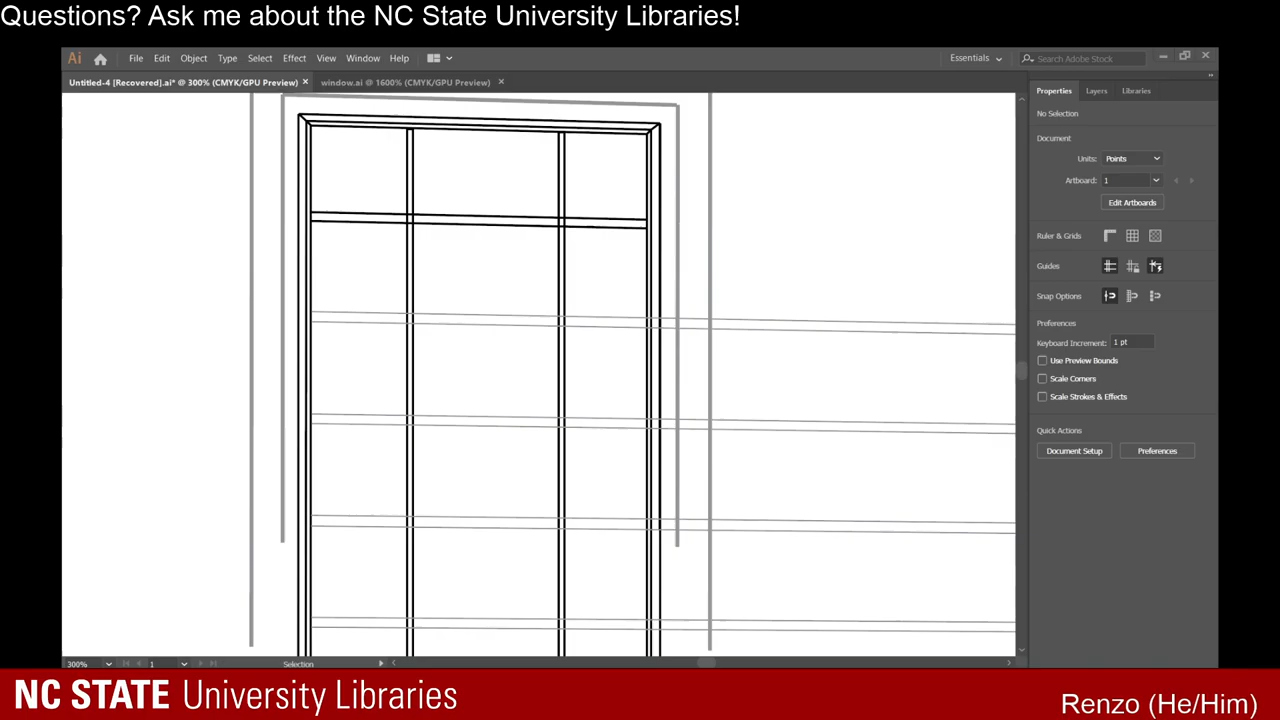 Questions? Ask me about the NC State University Libraries!
Ai File Edit Object Type Select Effect View Window Help Essentials Search Adobe Stock
Untitled-4 [Recovered].ai* @ 300% (CMYK/GPU Preview) × window.ai @ 1600% (CMYK/GPU Preview) ×
Properties Layers Libraries
No Selection
Document
Units: Points
Artboard: 1
Edit Artboards
Ruler & Grids
Guides
Snap Options
Preferences
Keyboard Increment: 1 pt
Use Preview Bounds
Scale Corners
Scale Strokes & Effects
Quick Actions
Document Setup Preferences
300% 1 Selection
NC STATE University Libraries
Renzo (He/Him)